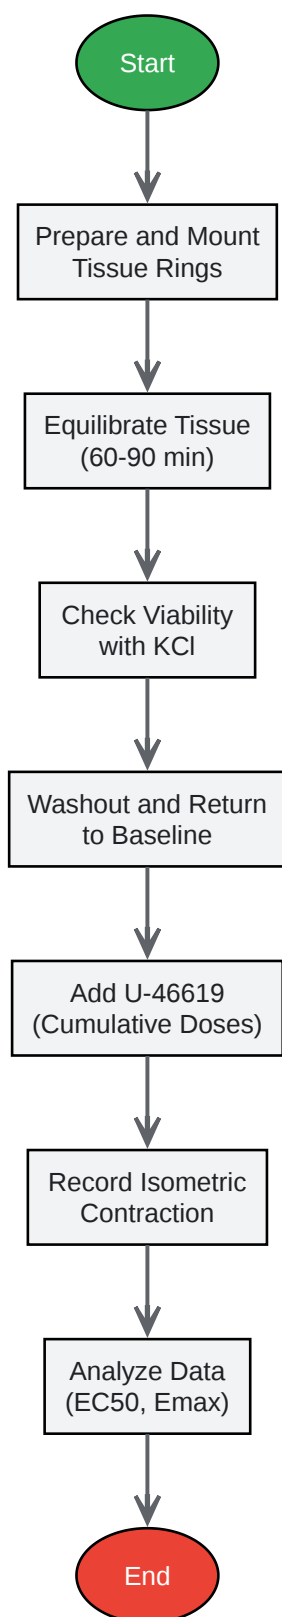 Start
Prepare and Mount
Tissue Rings
Equilibrate Tissue
(60-90 min)
Check Viability
with KCl
Washout and Return
to Baseline
Add U-46619
(Cumulative Doses)
Record Isometric
Contraction
Analyze Data
(EC50, Emax)
End